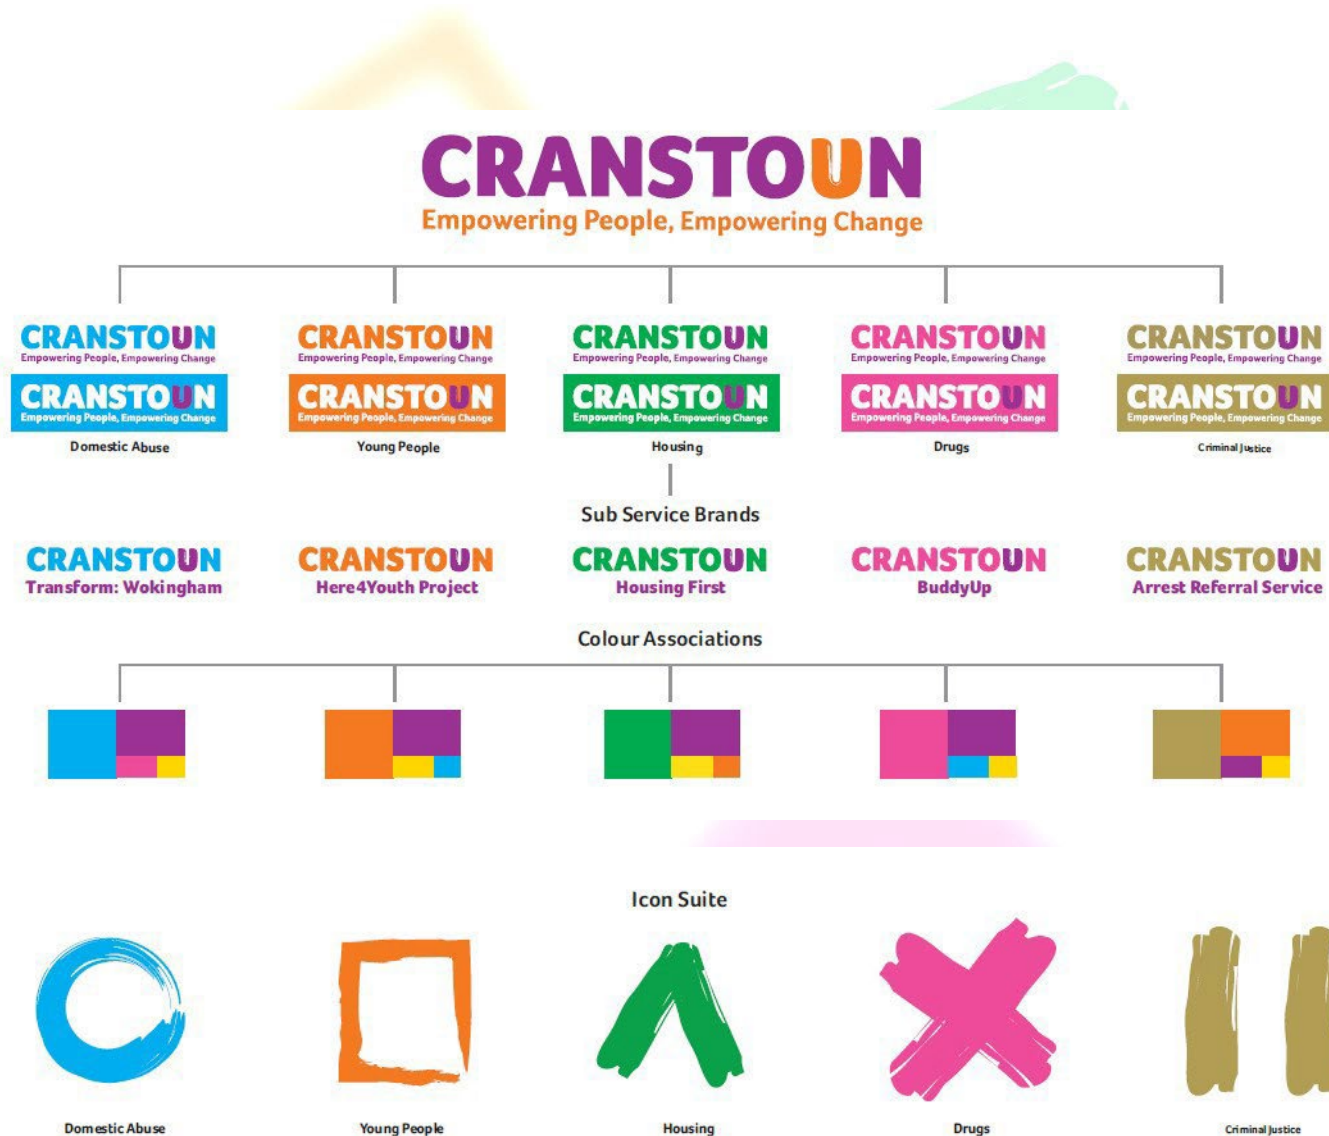 CRANSTOUN
Empowering People, Empowering Change
CRANSTOUN
Empowering People, Empowering Change
CRANSTOUN
Empowering People, Empowering Change
Domestic Abuse
CRANSTOUN
Empowering People, Empowering Change
CRANSTOUN
Empowering People, Empowering Change
Young People
CRANSTOUN
Empowering People, Empowering Change
CRANSTOUN
Empowering People, Empowering Change
Housing
CRANSTOUN
Empowering People, Empowering Change
CRANSTOUN
Empowering People, Empowering Change
Drugs
CRANSTOUN
Empowering People, Empowering Change
CRANSTOUN
Empowering People, Empowering Change
Criminal Justice
Sub Service Brands
CRANSTOUN
Transform: Wokingham
CRANSTOUN
Here4Youth Project
CRANSTOUN
Housing First
CRANSTOUN
BuddyUp
CRANSTOUN
Arrest Referral Service
Colour Associations
Icon Suite
Domestic Abuse
Young People
Housing
Drugs
Criminal Justice